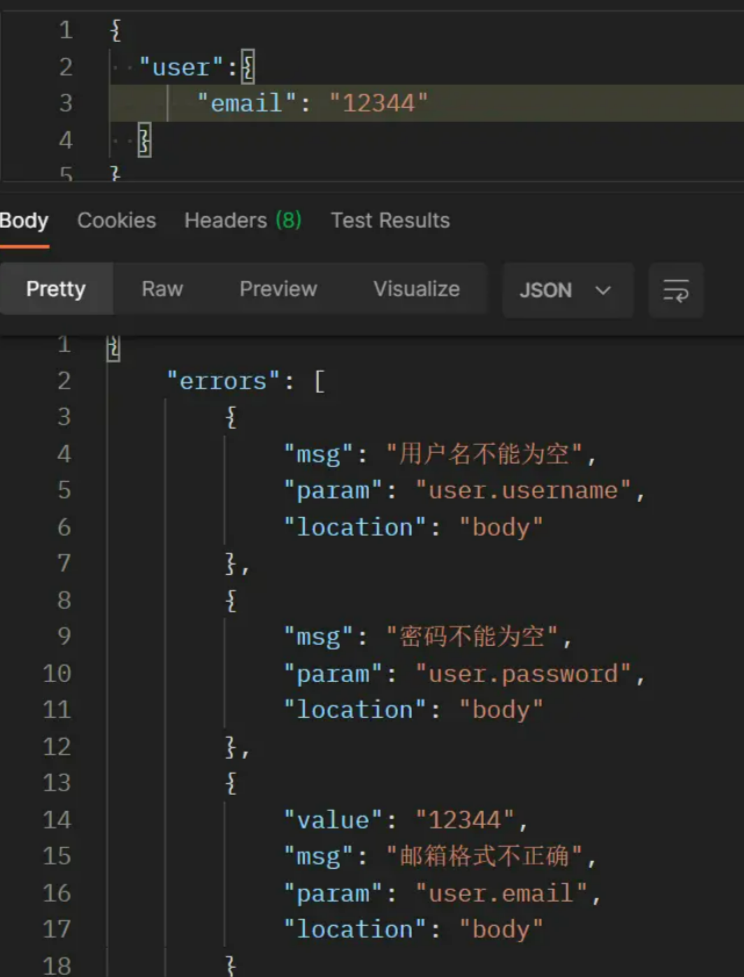 1 {
2 "user":{
3 "email": "12344"
4 }
5 }
Body Cookies Headers (8) Test Results
Pretty Raw Preview Visualize JSON
1 {
2 "errors": [
3 {
4 "msg": "用户名不能为空",
5 "param": "user.username",
6 "location": "body"
7 },
8 {
9 "msg": "密码不能为空",
10 "param": "user.password",
11 "location": "body"
12 },
13 {
14 "value": "12344",
15 "msg": "邮箱格式不正确",
16 "param": "user.email",
17 "location": "body"
18 }